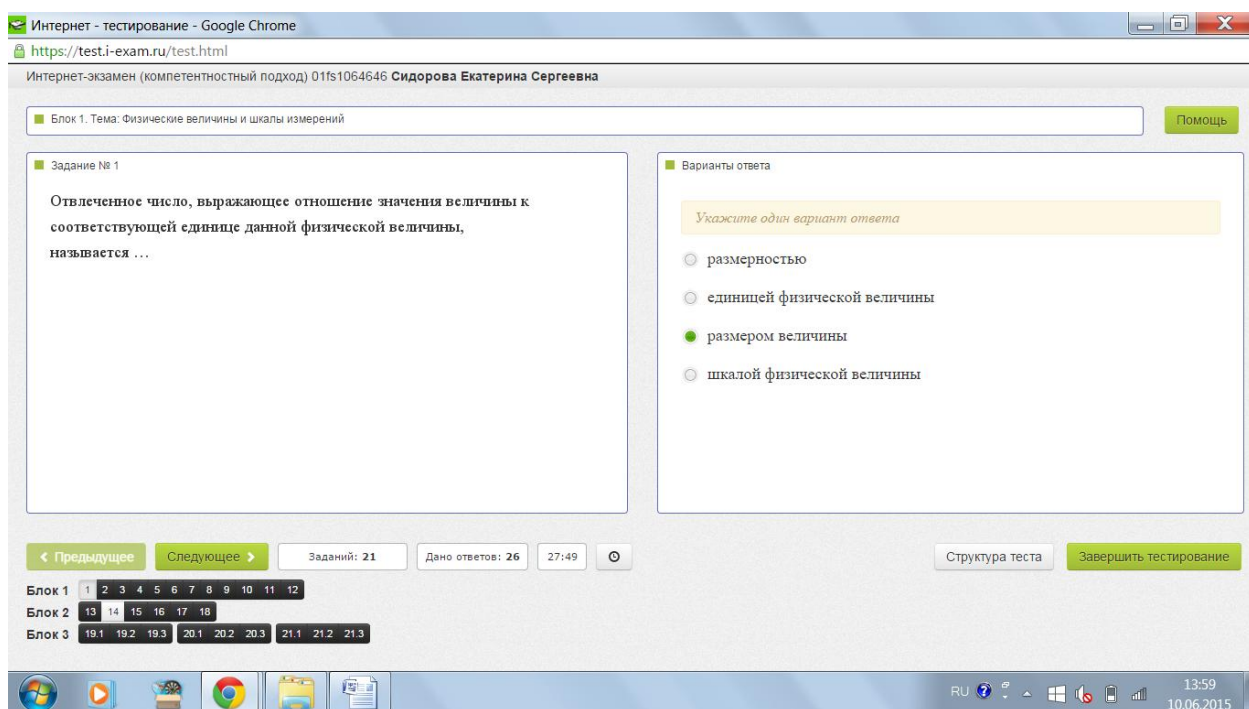 Интернет - тестирование - Google Chrome
https://test.i-exam.ru/test.html
Интернет-экзамен (компетентностный подход) 01fs1064646 Сидорова Екатерина Сергеевна
Блок 1. Тема: Физические величины и шкалы измерений
Помощь
Задание № 1
Отвлеченное число, выражающее отношение значения величины к
соответствующей единице данной физической величины,
называется …
Варианты ответа
Укажите один вариант ответа
размерностью
единицей физической величины
размером величины
шкалой физической величины
Предыдущее
Следующее
Заданий: 21
Дано ответов: 26
27:49
Структура теста
Завершить тестирование
Блок 1 1 2 3 4 5 6 7 8 9 10 11 12
Блок 2 13 14 15 16 17 18
Блок 3 19.1 19.2 19.3 20.1 20.2 20.3 21.1 21.2 21.3
RU
13:59
10.06.2015